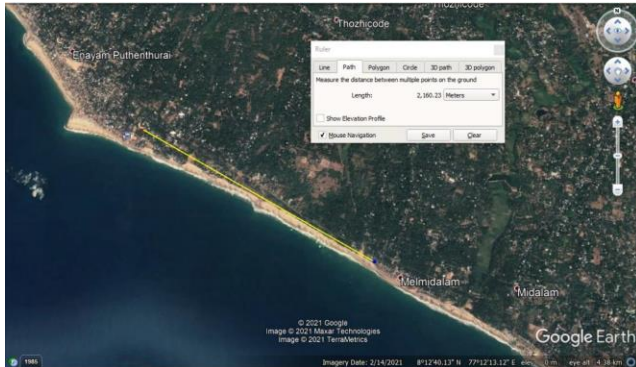 Thozhicode
Enayam Puthenthurai
Ruler
Line Path Polygon Circle 3D path 3D polygon
Measure the distance between multiple points on the ground
Length: 2,160.23 Meters
Show Elevation Profile
Mouse Navigation Save Clear
Melmidalam
Midalam
© 2021 Google
Image © 2021 Maxar Technologies
Image © 2021 TerraMetrics
Google Earth
1986 Imagery Date: 2/14/2021 8°12'40.13" N 77°12'13.12" E elev 0 m eye alt 4.38 km